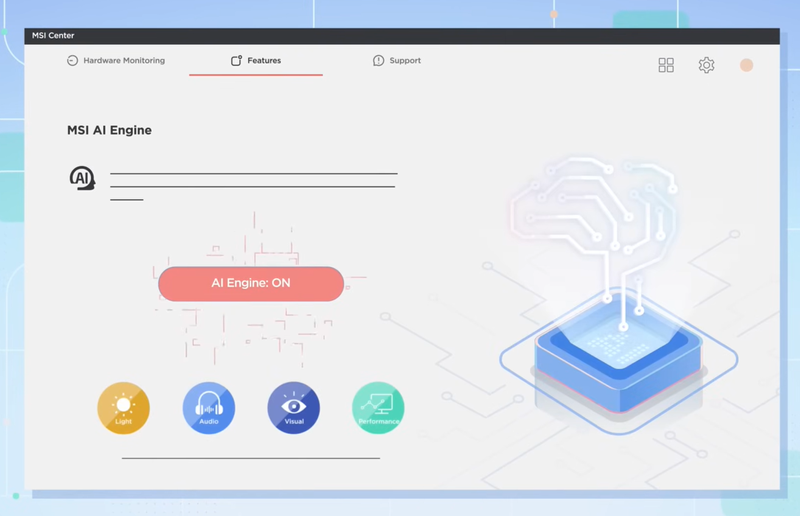 MSI Center
Hardware Monitoring
Features
Support
MSI AI Engine
AI
AI Engine: ON
Light
Audio
Visual
Performance